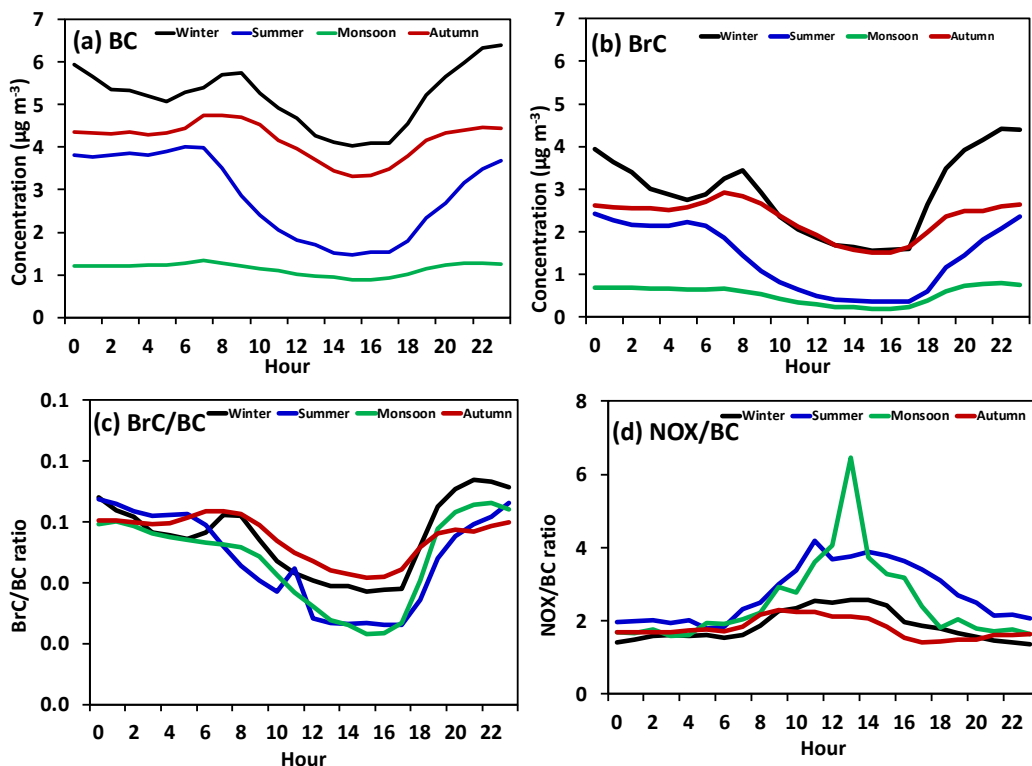 (a) BC
Winter Summer Monsoon Autumn
Concentration (µg m⁻³)
7
6
5
4
3
2
1
0
0 2 4 6 8 10 12 14 16 18 20 22
Hour
(b) BrC
Winter Summer Monsoon Autumn
Concentration (µg m⁻³)
7
6
5
4
3
2
1
0
0 2 4 6 8 10 12 14 16 18 20 22
Hour
(c) BrC/BC
Winter Summer Monsoon Autumn
BrC/BC ratio
0.1
0.1
0.1
0.0
0.0
0.0
0 2 4 6 8 10 12 14 16 18 20 22
Hour
(d) NOX/BC
Winter Summer Monsoon Autumn
NOX/BC ratio
8
6
4
2
0
0 2 4 6 8 10 12 14 16 18 20 22
Hour